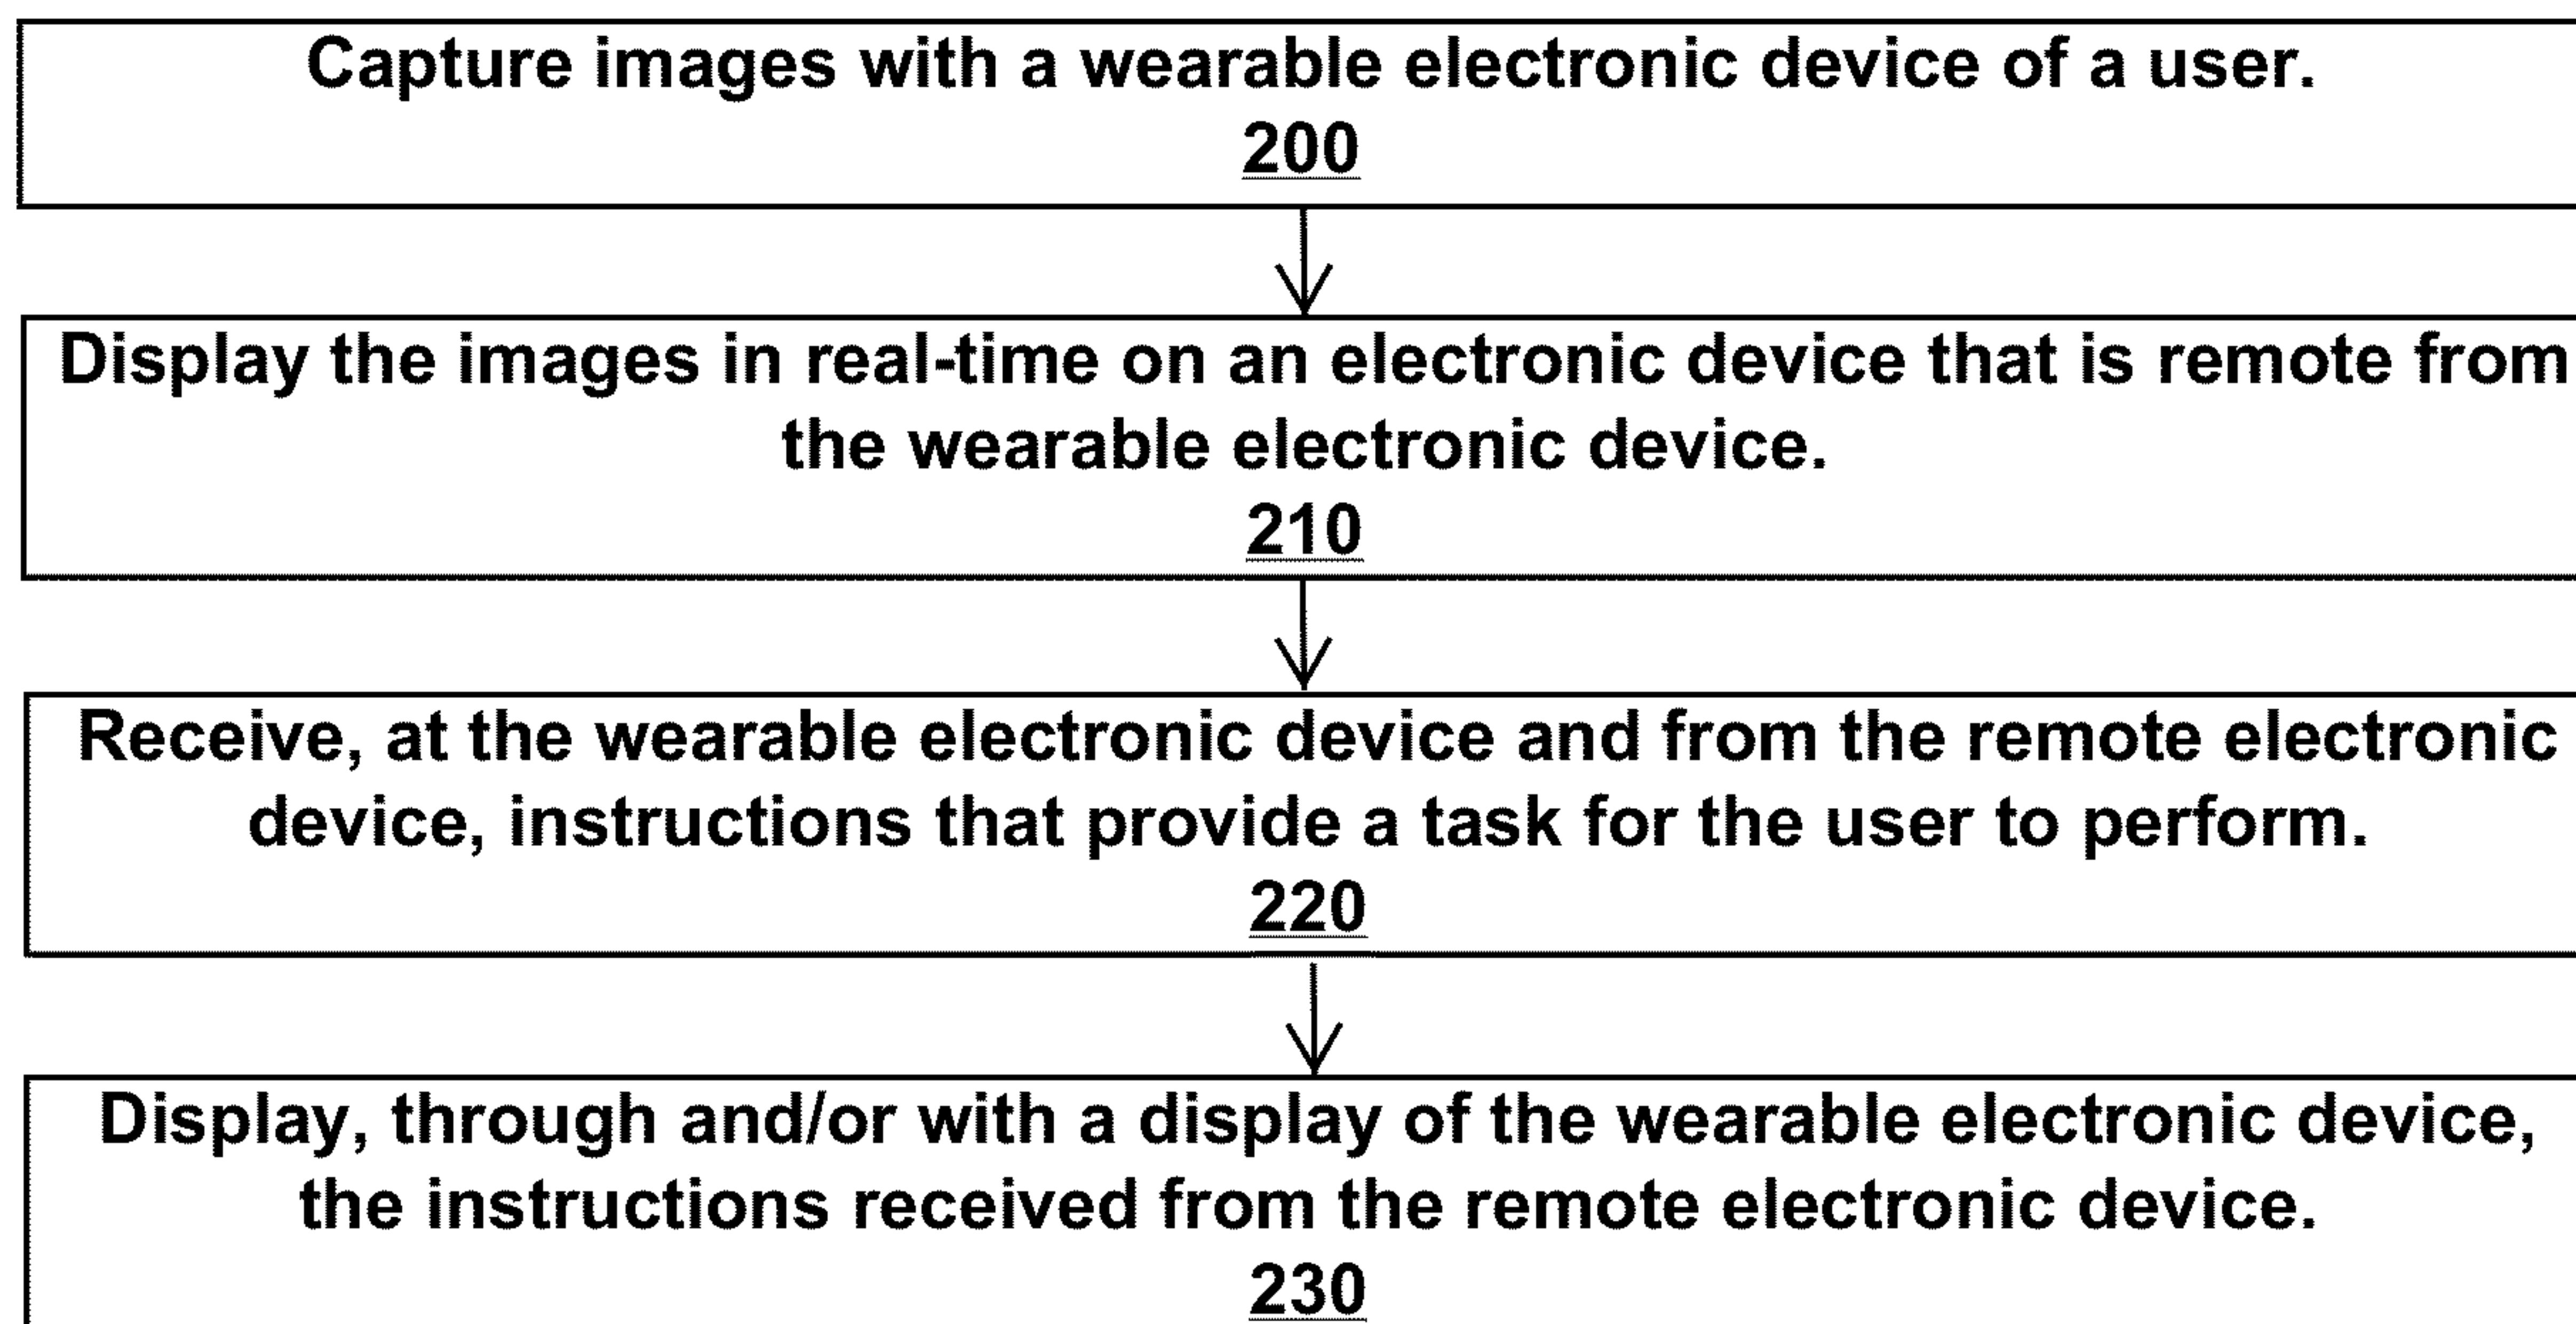 Capture images with a wearable electronic device of a user.
200
Display the images in real-time on an electronic device that is remote from
the wearable electronic device.
210
Receive, at the wearable electronic device and from the remote electronic
device, instructions that provide a task for the user to perform.
220
Display, through and/or with a display of the wearable electronic device,
the instructions received from the remote electronic device.
230